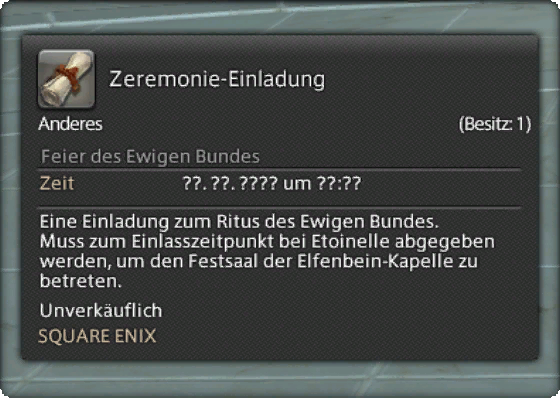 Zeremonie-Einladung
Anderes (Besitz: 1)
Feier des Ewigen Bundes
Zeit ??. ??. ???? um ??:??
Eine Einladung zum Ritus des Ewigen Bundes.
Muss zum Einlasszeitpunkt bei Etoinelle abgegeben
werden, um den Festsaal der Elfenbein-Kapelle zu
betreten.
Unverkäuflich
SQUARE ENIX